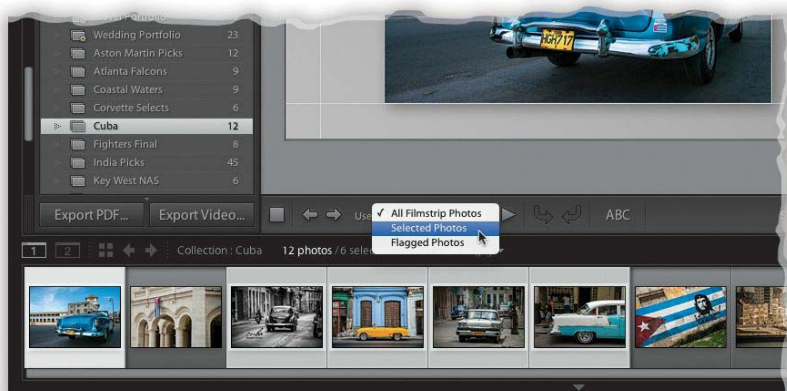 Wedding Portfolio 23
Aston Martin Picks 12
Atlanta Falcons 9
Coastal Waters 9
Corvette Selects 6
Cuba 12
Fighters Final 8
India Picks 45
Key West NAS 6
HGH717
Export PDF... Export Video...
✓ All Filmstrip Photos
Selected Photos
Flagged Photos
ABC
1 2 Collection : Cuba 12 photos / 6